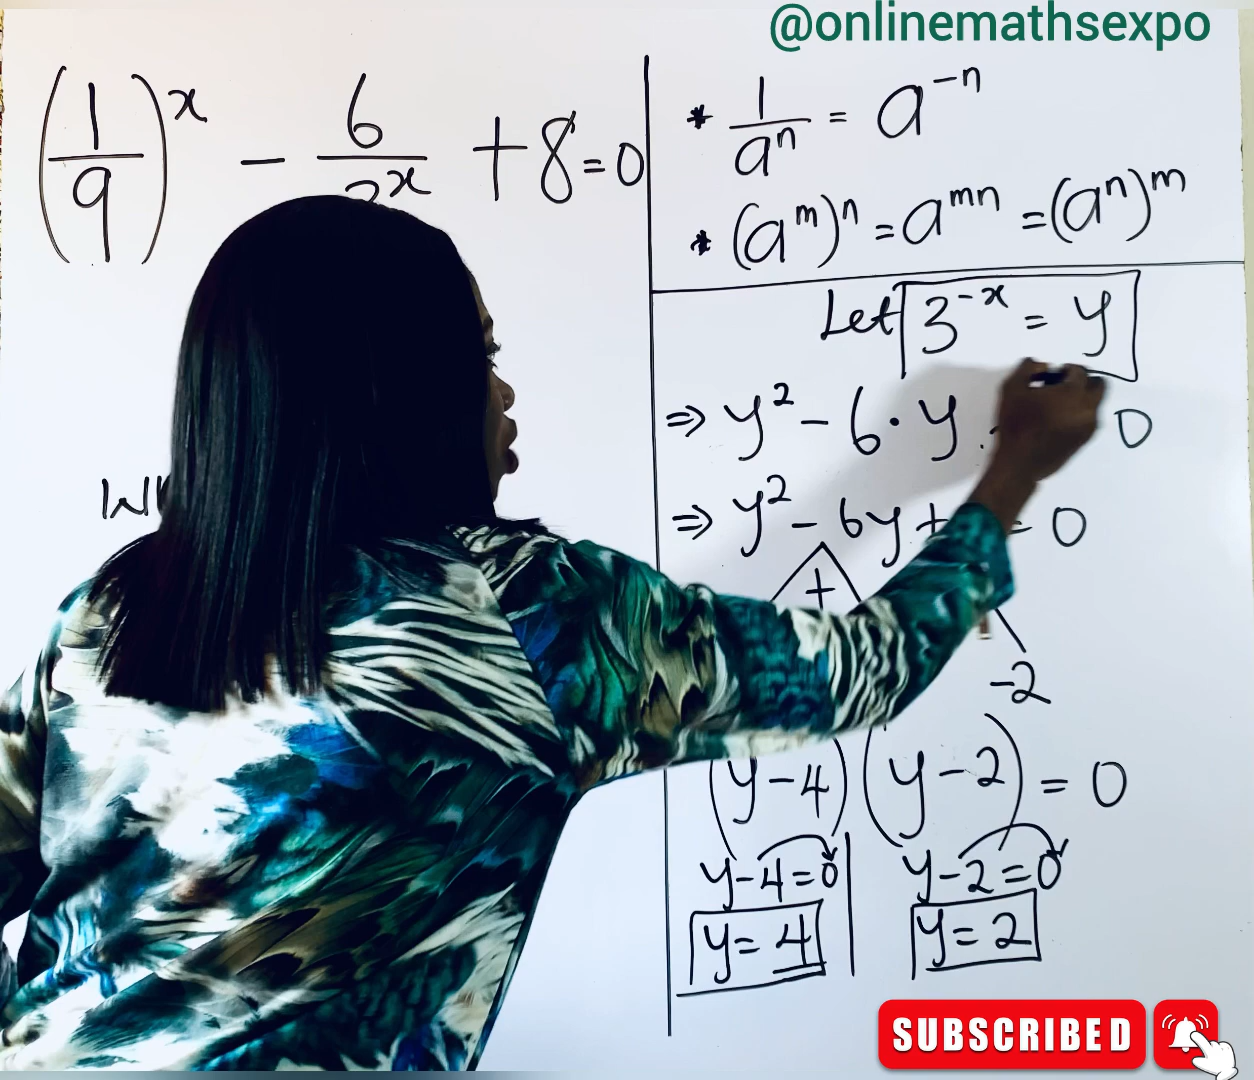 @onlinemathsexpo
(1/9)^x - 6/3^x + 8 = 0
* 1/a^n = a^-n
* (a^m)^n = a^mn = (a^n)^m
Let 3^-x = y
⇒ y² - 6·y 0
⇒ y² - 6y + = 0
+
-2
(y-4)(y-2) = 0
y-4=0 y-2=0
y=4 y=2
SUBSCRIBED